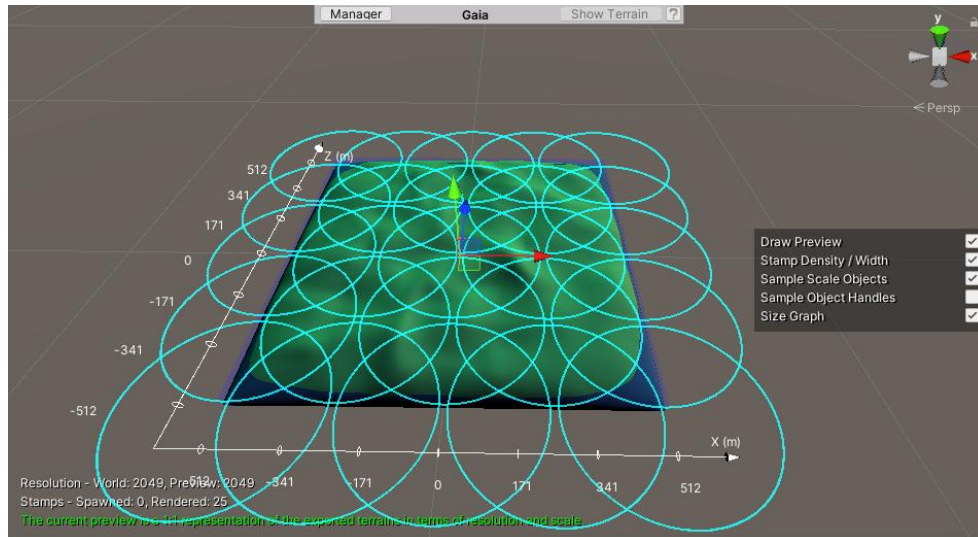 Manager Gaia Show Terrain ?
y
x
< Persp
Z (m)
512
341
171
0
-171
-341
-512
Draw Preview
Stamp Density / Width
Sample Scale Objects
Sample Object Handles
Size Graph
X (m)
-512 -341 -171 0 171 341 512
Resolution - World: 2049, Preview: 2049
Stamps - Spawned: 0, Rendered: 25
The current preview is a 1:1 representation of the exported terrains in terms of resolution and scale